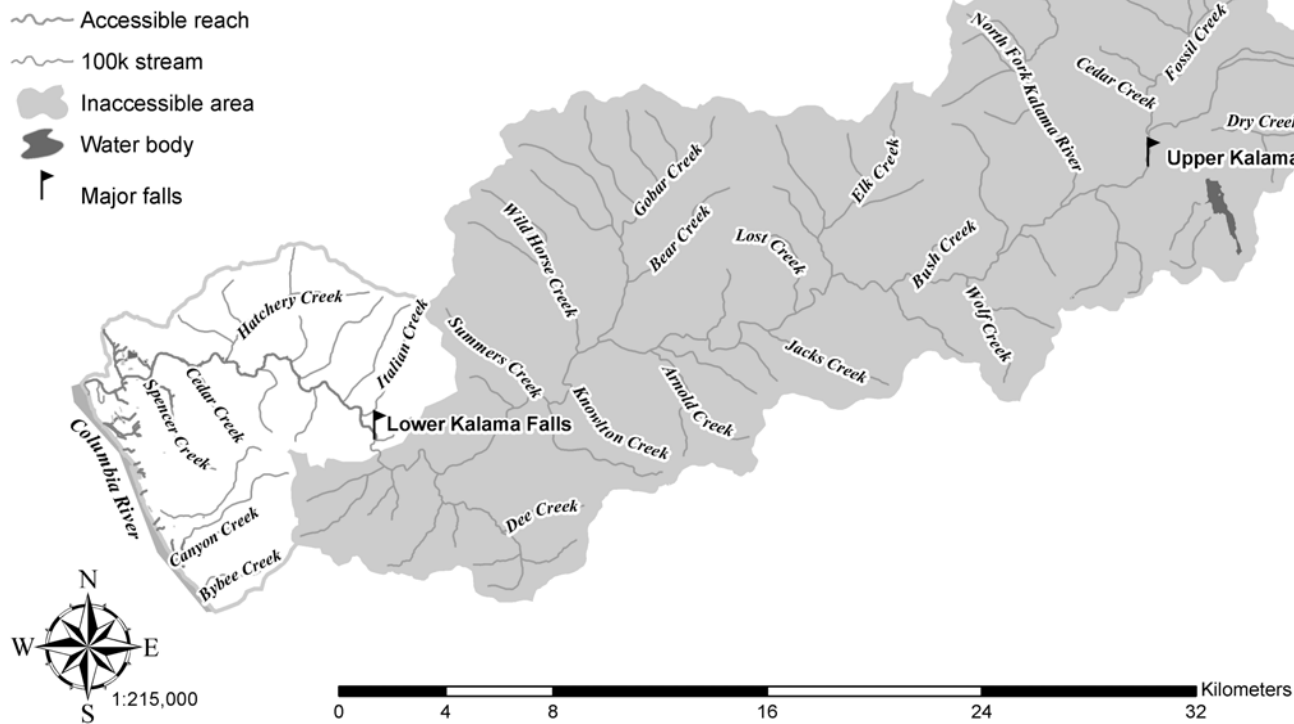 Accessible reach
100k stream
Inaccessible area
Water body
Major falls
North Fork Kalama River
Cedar Creek
Fossil Creek
Dry Creek
Upper Kalama
Gobar Creek
Elk Creek
Wild Horse Creek
Bear Creek
Lost Creek
Bush Creek
Wolf Creek
Hatchery Creek
Italian Creek
Summers Creek
Jacks Creek
Arnold Creek
Knowlton Creek
Lower Kalama Falls
Cedar Creek
Spencer Creek
Columbia River
Dee Creek
Canyon Creek
Bybee Creek
N
W E
S
1:215,000
Kilometers
0 4 8 16 24 32